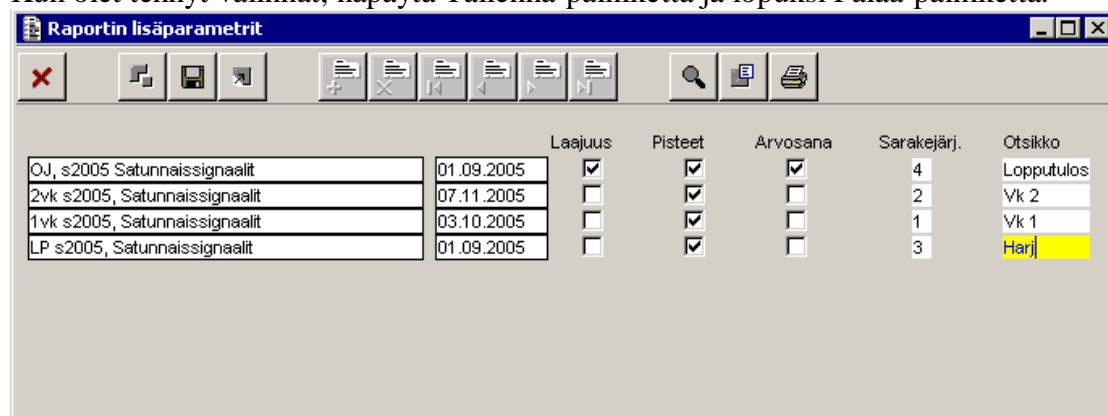 Kun olet tehnyt valinnat, näpäytä Tallenna-painiketta ja lopuksi Palaa-painiketta.
Raportin lisäparametrit
Laajuus Pisteet Arvosana Sarakejärj. Otsikko
OJ, s2005 Satunnaissignaalit 01.09.2005 4 Lopputulos
2vk s2005, Satunnaissignaalit 07.11.2005 2 Vk 2
1vk s2005, Satunnaissignaalit 03.10.2005 1 Vk 1
LP s2005, Satunnaissignaalit 01.09.2005 3 Harj